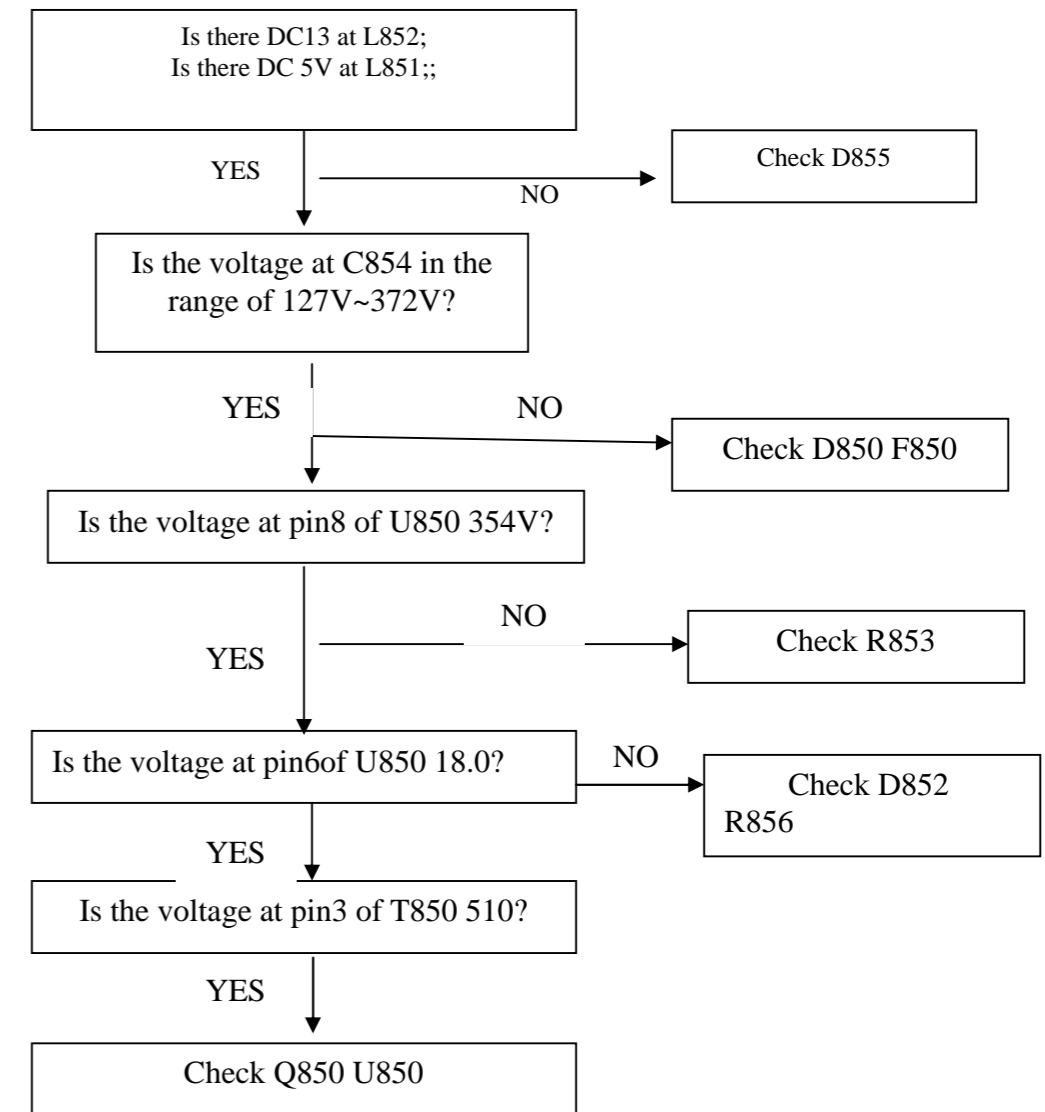 Is there DC13 at L852;
Is there DC 5V at L851;;
YES
NO
Check D855
Is the voltage at C854 in the
range of 127V~372V?
YES
NO
Check D850 F850
Is the voltage at pin8 of U850 354V?
NO
YES
Check R853
Is the voltage at pin6of U850 18.0?
NO
Check D852
R856
YES
Is the voltage at pin3 of T850 510?
YES
Check Q850 U850